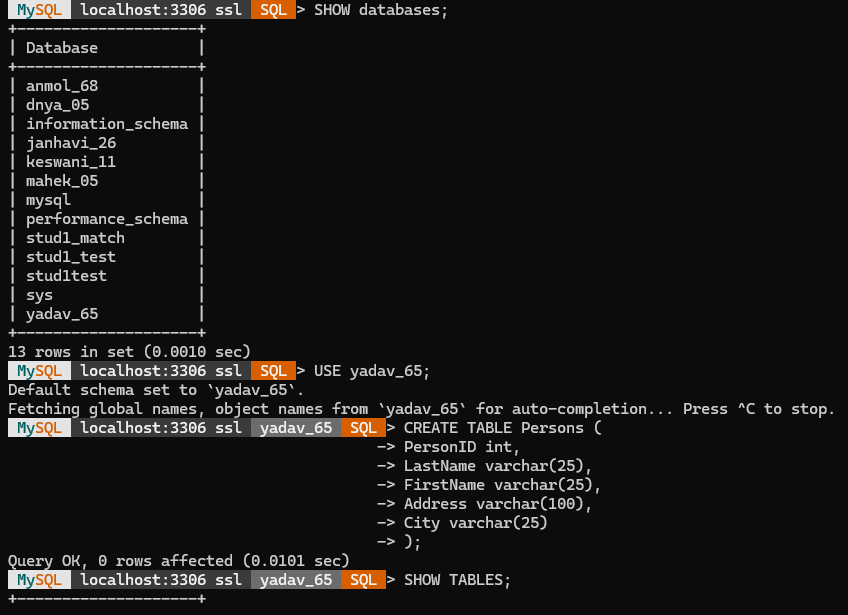 MySQL localhost:3306 ssl SQL > SHOW databases;
+--------------------+
| Database           |
+--------------------+
| anmol_68           |
| dnya_05            |
| information_schema |
| janhavi_26         |
| keswani_11         |
| mahek_05           |
| mysql              |
| performance_schema |
| stud1_match        |
| stud1_test         |
| stud1test          |
| sys                |
| yadav_65           |
+--------------------+
13 rows in set (0.0010 sec)
MySQL localhost:3306 ssl SQL > USE yadav_65;
Default schema set to `yadav_65`.
Fetching global names, object names from `yadav_65` for auto-completion... Press ^C to stop.
MySQL localhost:3306 ssl yadav_65 SQL > CREATE TABLE Persons (
-> PersonID int,
-> LastName varchar(25),
-> FirstName varchar(25),
-> Address varchar(100),
-> City varchar(25)
-> );
Query OK, 0 rows affected (0.0101 sec)
MySQL localhost:3306 ssl yadav_65 SQL > SHOW TABLES;
+--------------------+